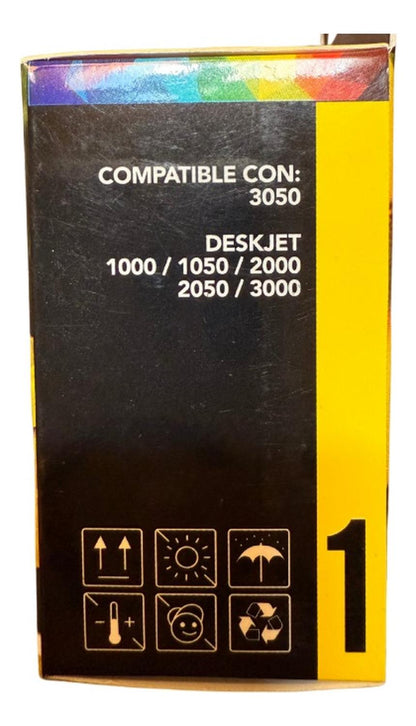 COMPATIBLE CON:
3050
DESKJET
1000 / 1050 / 2000
2050 / 3000
- +
1